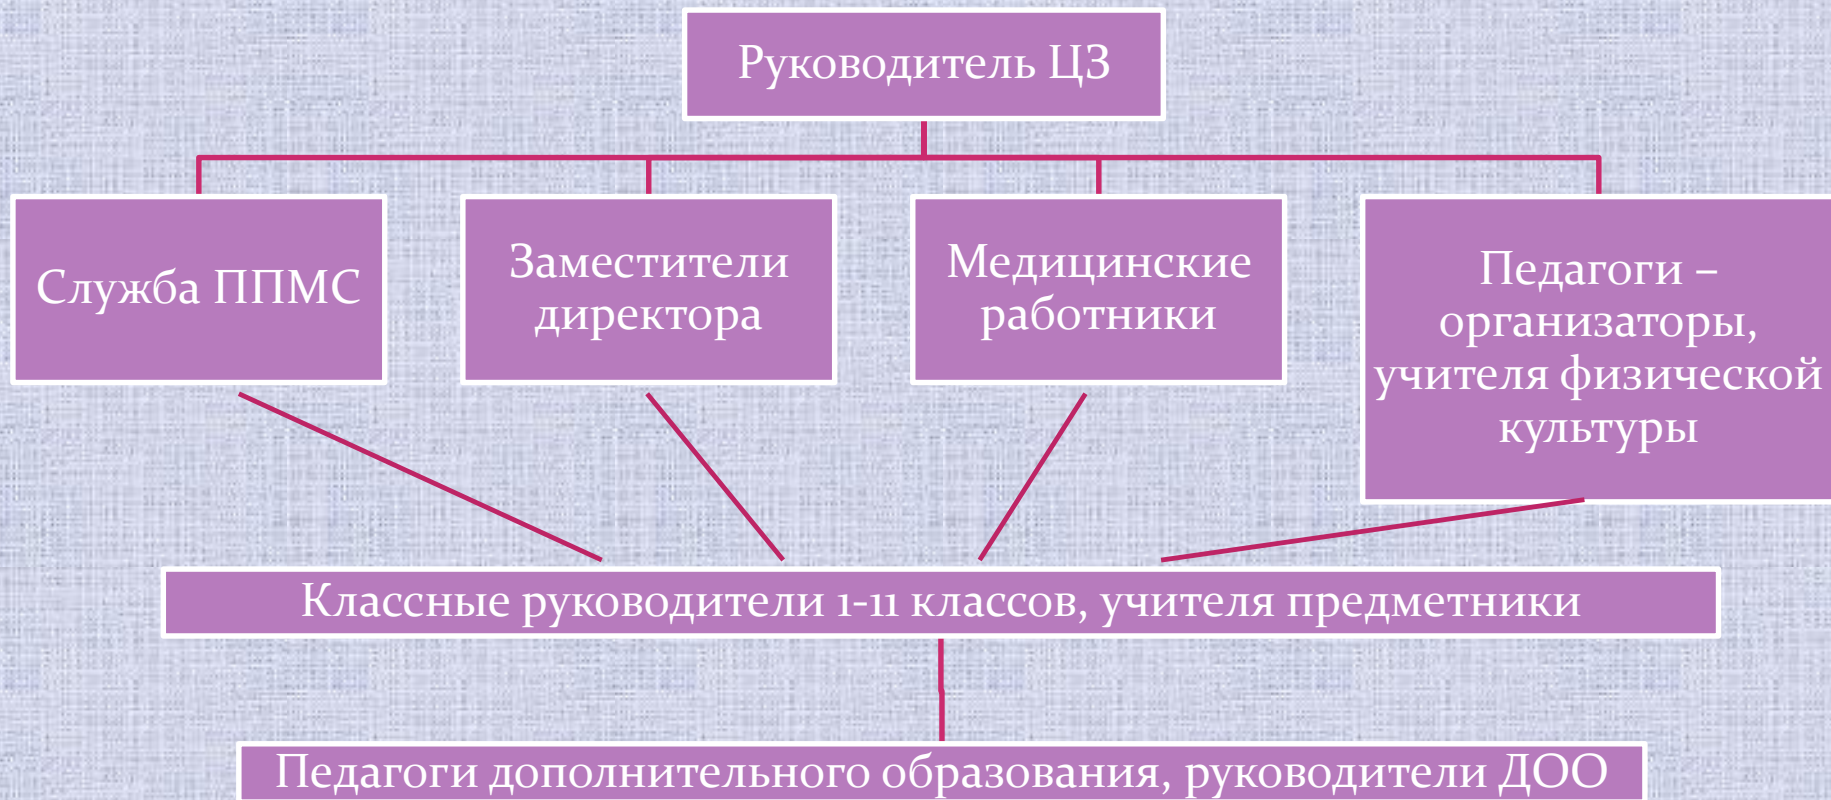 Руководитель ЦЗ
Служба ППМС
Заместители
директора
Медицинские
работники
Педагоги –
организаторы,
учителя физической
культуры
Классные руководители 1-11 классов, учителя предметники
Педагоги дополнительного образования, руководители ДОО